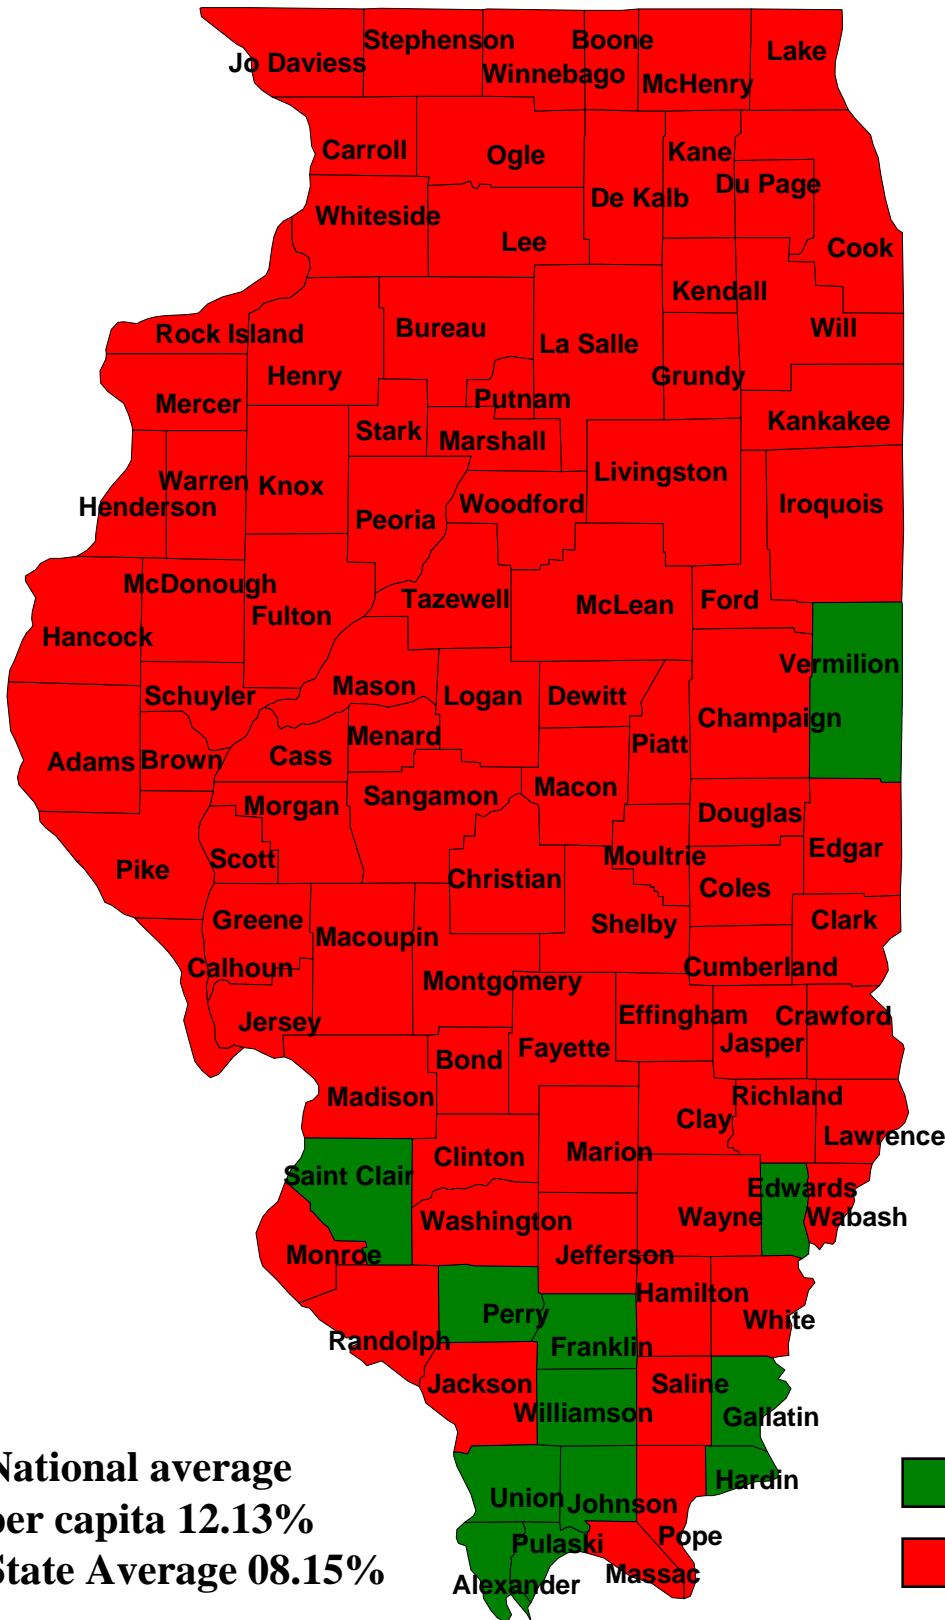 Stephenson Boone
Jo Daviess Winnebago McHenry Lake
Carroll Ogle Kane
Whiteside Lee De Kalb Du Page
Cook
Rock Island Bureau La Salle Kendall Will
Henry Grundy
Mercer Putnam
Stark Marshall Kankakee
Warren Knox Livingston
Henderson Peoria Woodford Iroquois
McDonough Tazewell McLean Ford
Hancock Fulton
Vermilion
Schuyler Mason Logan Dewitt
Champaign
Adams Brown Cass Menard Piatt
Morgan Sangamon Macon Douglas
Pike Scott Moultrie Edgar
Christian Coles
Greene Macoupin Shelby Clark
Calhoun Montgomery Cumberland
Jersey Effingham Crawford
Bond Fayette Jasper
Madison Clay Richland
Clinton Marion Lawrence
Saint Clair Edwards
Washington Wayne Wabash
Monroe Jefferson
Hamilton
Perry White
Randolph Franklin
Jackson Saline
Williamson Gallatin
National average
Hardin
Union Johnson
per capita 12.13%
Pulaski Pope
State Average 08.15%
Alexander Massac